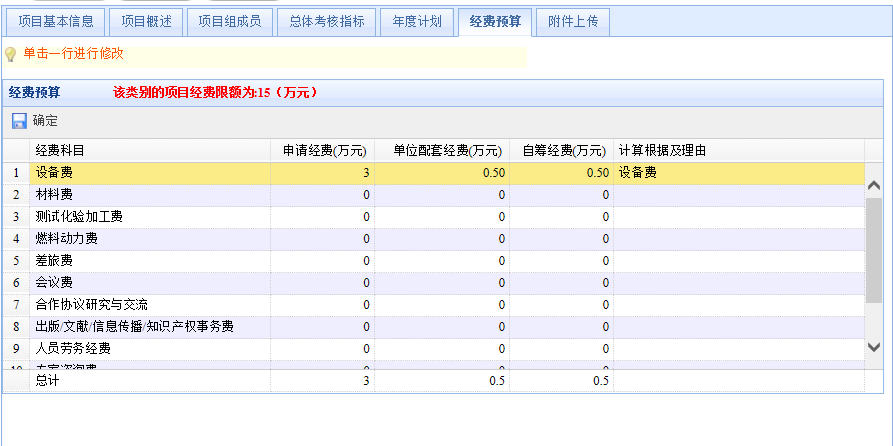 项目基本信息 项目概述 项目组成员 总体考核指标 年度计划 经费预算 附件上传
单击一行进行修改
经费预算 该类别的项目经费限额为:15（万元）
确定
经费科目 申请经费(万元) 单位配套经费(万元) 自筹经费(万元) 计算根据及理由
1 设备费 3 0.50 0.50 设备费
2 材料费 0 0 0
3 测试化验加工费 0 0 0
4 燃料动力费 0 0 0
5 差旅费 0 0 0
6 会议费 0 0 0
7 合作协议研究与交流 0 0 0
8 出版/文献/信息传播/知识产权事务费 0 0 0
9 人员劳务经费 0 0 0
10 专家咨询费 0 0 0
总计 3 0.5 0.5